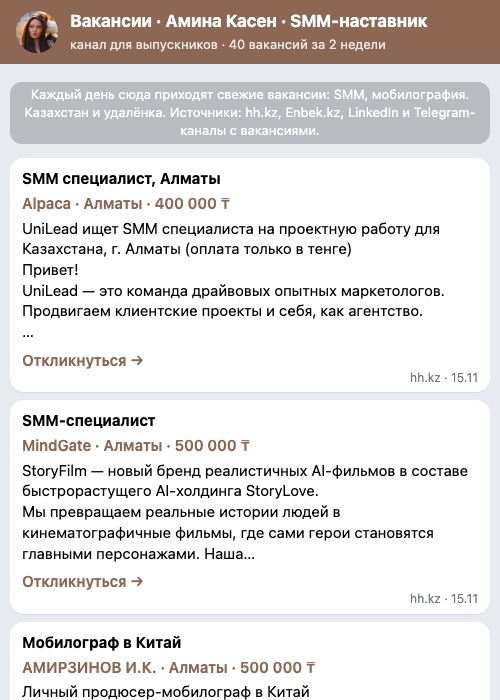 Вакансии · Амина Касен · SMM-наставник
канал для выпускников · 40 вакансий за 2 недели
Каждый день сюда приходят свежие вакансии: SMM, мобилография.
Казахстан и удалёнка. Источники: hh.kz, Enbek.kz, LinkedIn и Telegram-
каналы с вакансиями.
SMM специалист, Алматы
Alpaca · Алматы · 400 000 ₸
UniLead ищет SMM специалиста на проектную работу для
Казахстана, г. Алматы (оплата только в тенге)
Привет!
UniLead — это команда драйвовых опытных маркетологов.
Продвигаем клиентские проекты и себя, как агентство.
...
Откликнуться →
hh.kz · 15.11
SMM-специалист
MindGate · Алматы · 500 000 ₸
StoryFilm — новый бренд реалистичных AI-фильмов в составе
быстрорастущего AI-холдинга StoryLove.
Мы превращаем реальные истории людей в
кинематографичные фильмы, где сами герои становятся
главными персонажами. Наша...
Откликнуться →
hh.kz · 15.11
Мобилограф в Китай
АМИРЗИНОВ И.К. · Алматы · 500 000 ₸
Личный продюсер-мобилограф в Китай